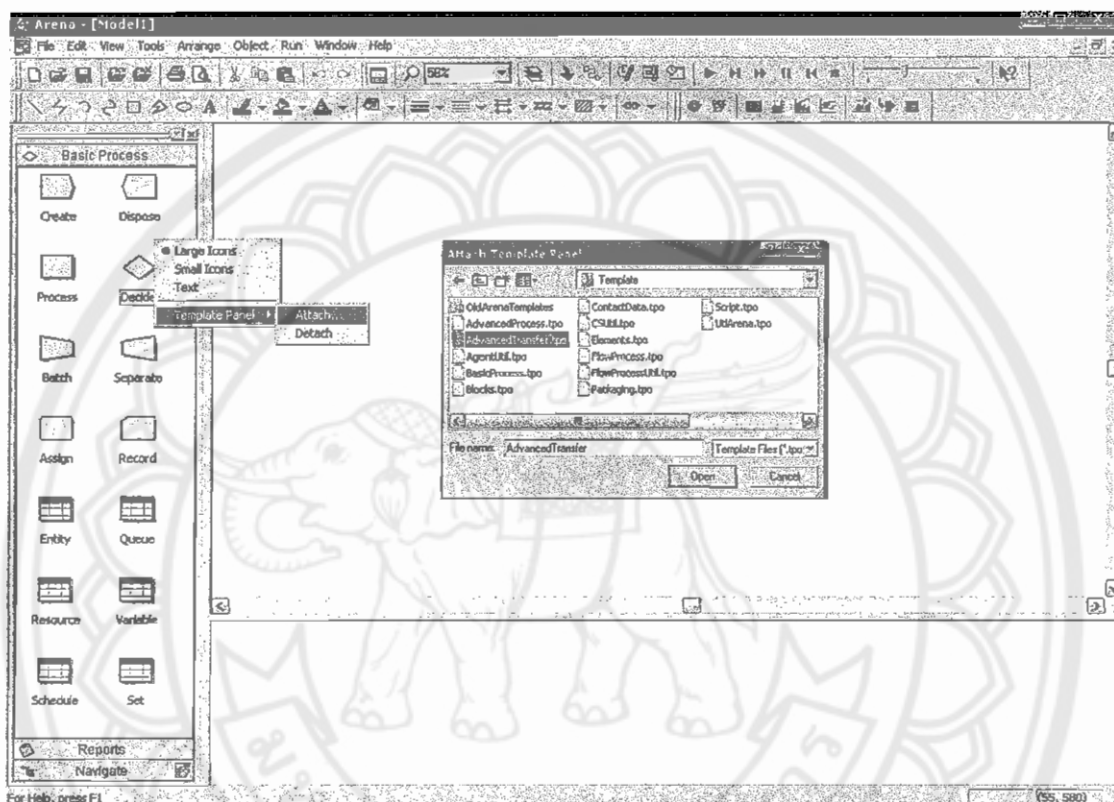 Arena - [Model1]
File Edit View Tools Arrange Object Run Window Help
58%
Basic Process
Create Dispose
Process Decide
Batch Separate
Assign Record
Entity Queue
Resource Variable
Schedule Set
Reports
Navigate
Large Icons
Small Icons
Text
Template Panel
Attach...
Detach
Attach Template Panel
Template
OldArenaTemplates ContactData.tpo Script.tpo
AdvancedProcess.tpo CSUtil.tpo UtlArena.tpo
AdvancedTransfer.tpo Elements.tpo
AgentUtil.tpo FlowProcess.tpo
BasicProcess.tpo FlowProcessUtil.tpo
Blocks.tpo Packaging.tpo
File name: AdvancedTransfer Template Files (*.tpo
Open Cancel
For Help, press F1
(55, 580)